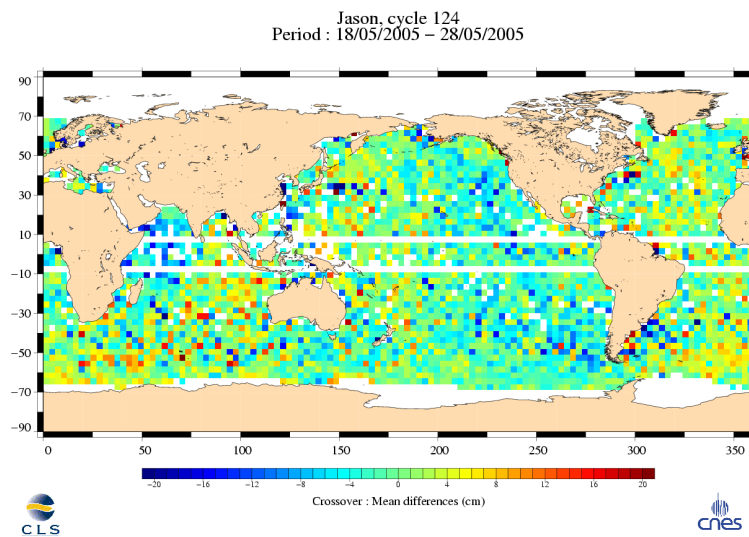 Jason, cycle 124
Period : 18/05/2005 − 28/05/2005
90
70
50
30
10
−10
−30
−50
−70
−90
0 50 100 150 200 250 300 350
−20 −16 −12 −8 −4 0 4 8 12 16 20
Crossover : Mean differences (cm)
CLS
cnes